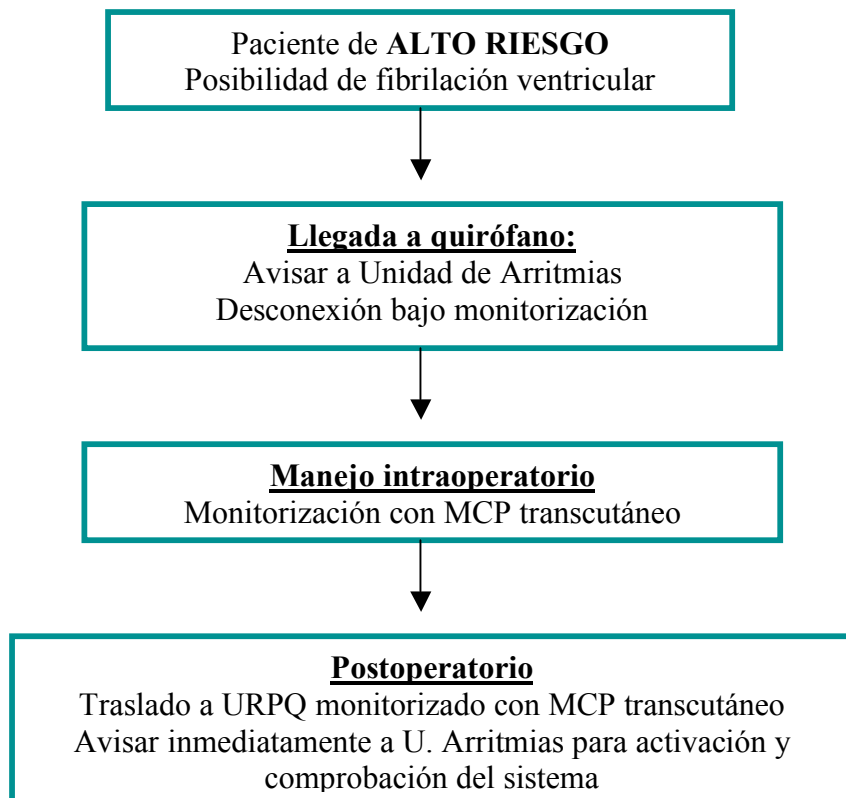 Paciente de ALTO RIESGO
Posibilidad de fibrilación ventricular
Llegada a quirófano:
Avisar a Unidad de Arritmias
Desconexión bajo monitorización
Manejo intraoperatorio
Monitorización con MCP transcutáneo
Postoperatorio
Traslado a URPQ monitorizado con MCP transcutáneo
Avisar inmediatamente a U. Arritmias para activación y
comprobación del sistema